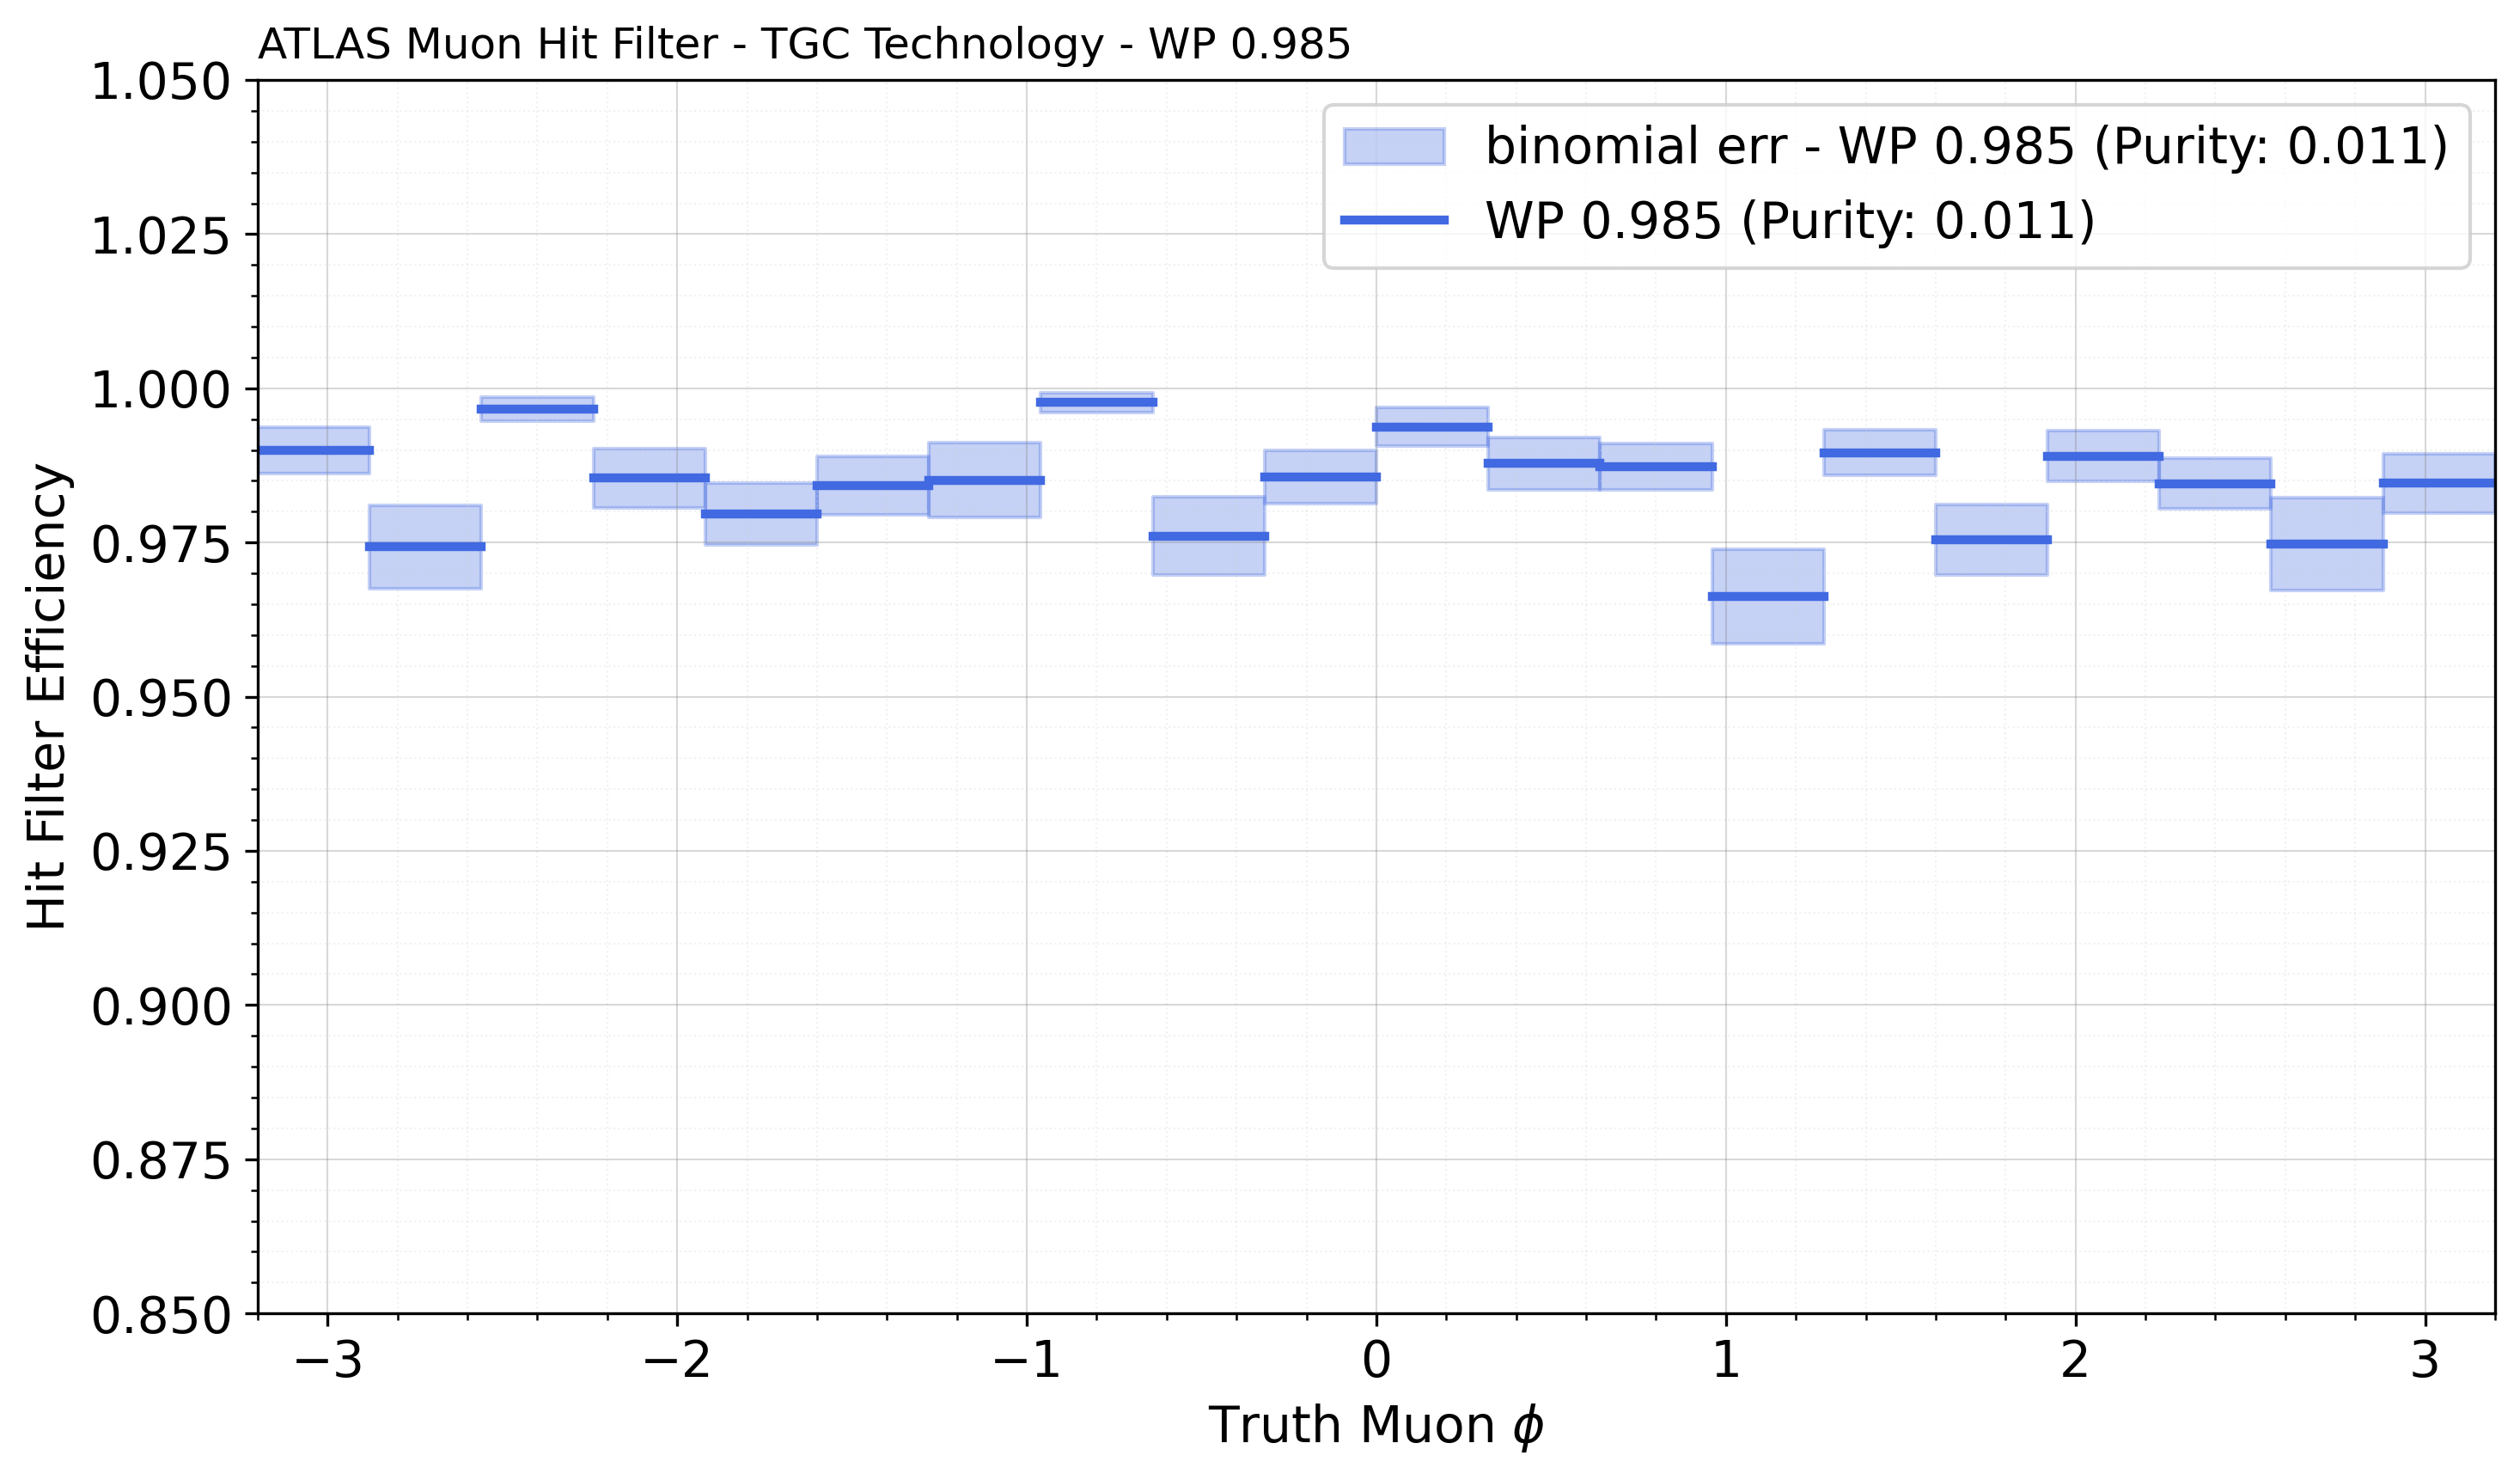 ATLAS Muon Hit Filter - TGC Technology - WP 0.985
binomial err - WP 0.985 (Purity: 0.011)
WP 0.985 (Purity: 0.011)
Hit Filter Efficiency
1.050
1.025
1.000
0.975
0.950
0.925
0.900
0.875
0.850
−3 −2 −1 0 1 2 3
Truth Muon ϕ